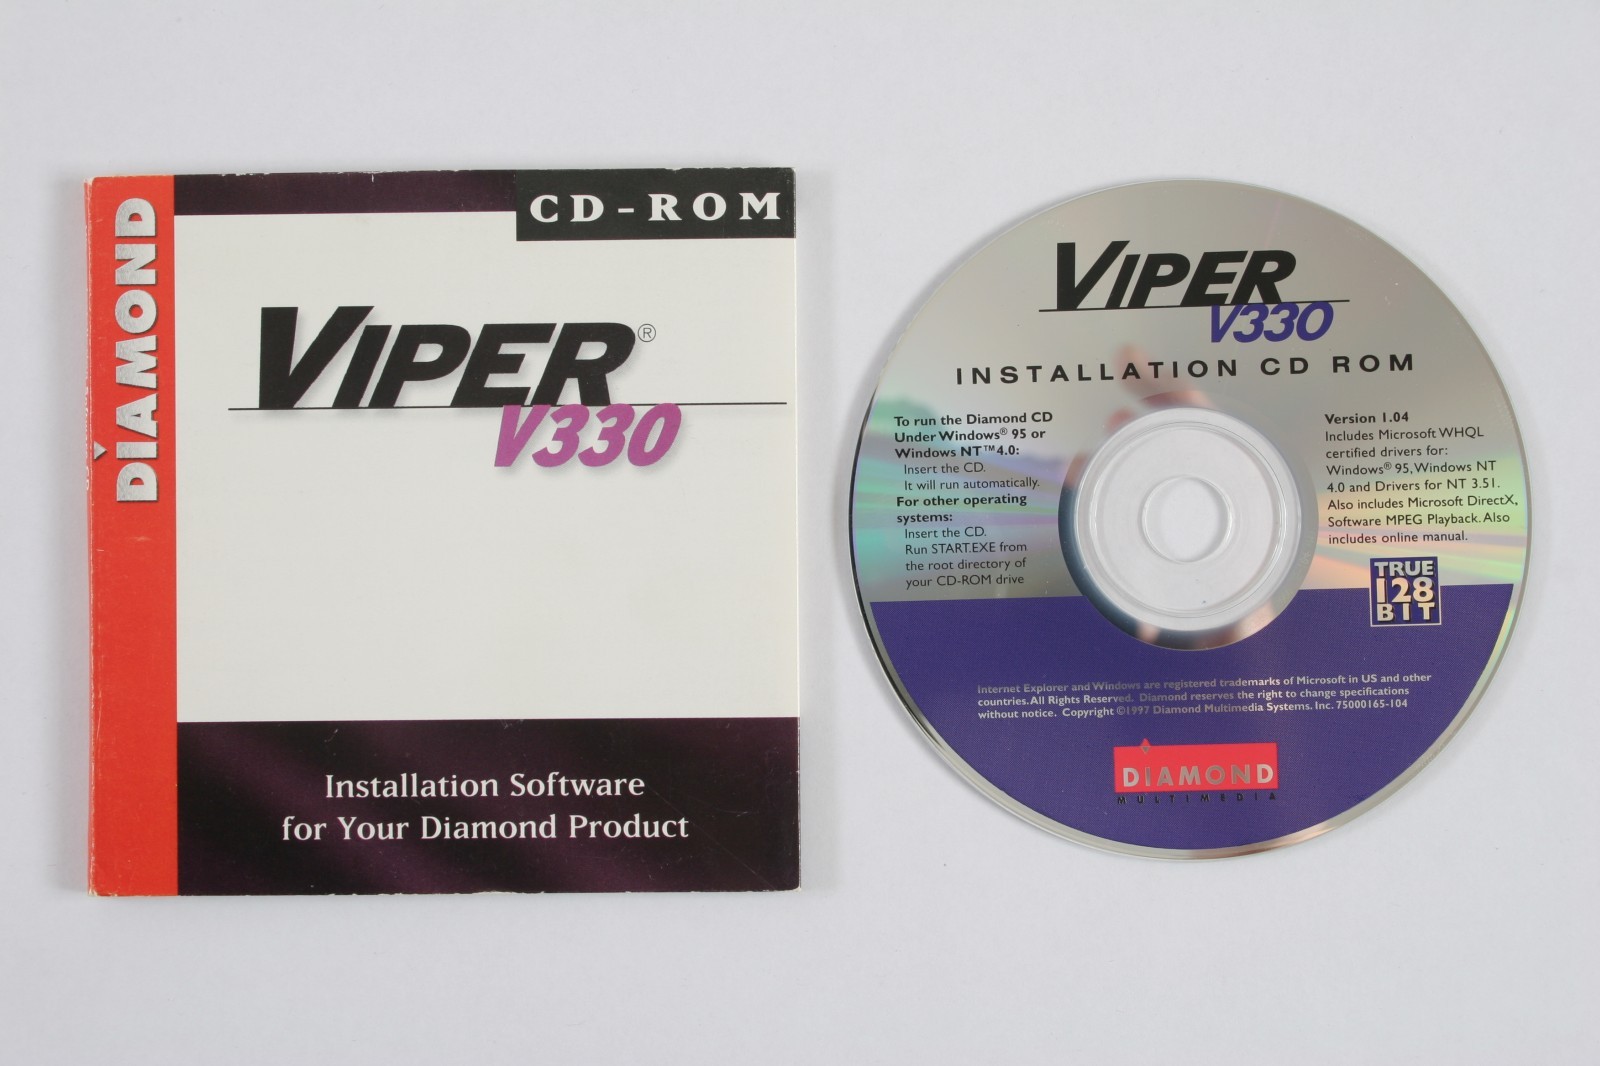 DIAMOND
CD-ROM
VIPER®
V330
Installation Software
for Your Diamond Product
VIPER
V330
INSTALLATION CD ROM
To run the Diamond CD
Under Windows® 95 or
Windows NT™4.0:
Insert the CD.
It will run automatically.
For other operating
systems:
Insert the CD.
Run START.EXE from
the root directory of
your CD-ROM drive
Version 1.04
Includes Microsoft WHQL
certified drivers for:
Windows® 95, Windows NT
4.0 and Drivers for NT 3.51.
Also includes Microsoft DirectX,
Software MPEG Playback. Also
includes online manual.
TRUE
128
BIT
Internet Explorer and Windows are registered trademarks of Microsoft in US and other
countries. All Rights Reserved. Diamond reserves the right to change specifications
without notice. Copyright ©1997 Diamond Multimedia Systems. Inc. 75000165-104
DIAMOND
MULTIMEDIA